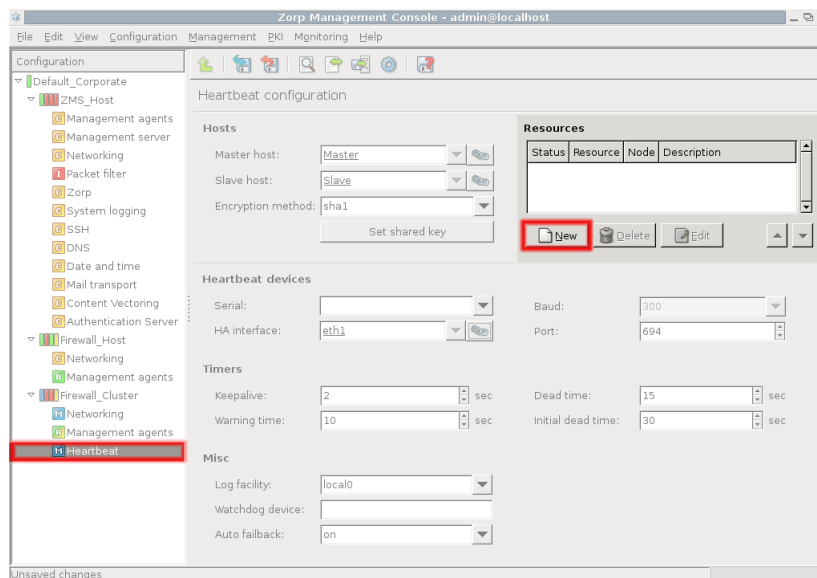 Zorp Management Console - admin@localhost
File Edit View Configuration Management PKI Monitoring Help
Configuration
Default_Corporate
ZMS_Host
Management agents
Management server
Networking
Packet filter
Zorp
System logging
SSH
DNS
Date and time
Mail transport
Content Vectoring
Authentication Server
Firewall_Host
Networking
Management agents
Firewall_Cluster
Networking
Management agents
Heartbeat
Heartbeat configuration
Hosts
Master host: Master
Slave host: Slave
Encryption method: sha1
Set shared key
Resources
Status Resource Node Description
New Delete Edit
Heartbeat devices
Serial: Baud: 300
HA interface: eth1 Port: 694
Timers
Keepalive: 2 sec Dead time: 15 sec
Warning time: 10 sec Initial dead time: 30 sec
Misc
Log facility: local0
Watchdog device:
Auto failback: on
Unsaved changes